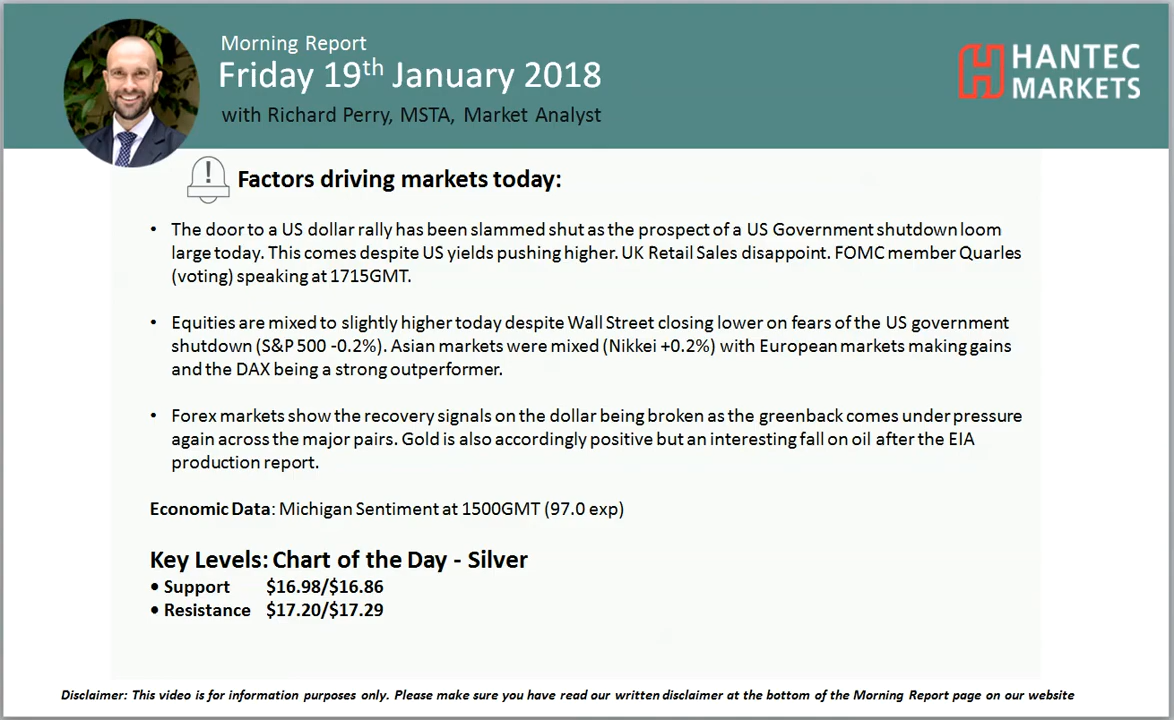 Morning Report
Friday 19th January 2018
with Richard Perry, MSTA, Market Analyst
HANTEC
MARKETS
Factors driving markets today:
• The door to a US dollar rally has been slammed shut as the prospect of a US Government shutdown loom
large today. This comes despite US yields pushing higher. UK Retail Sales disappoint. FOMC member Quarles
(voting) speaking at 1715GMT.
• Equities are mixed to slightly higher today despite Wall Street closing lower on fears of the US government
shutdown (S&P 500 -0.2%). Asian markets were mixed (Nikkei +0.2%) with European markets making gains
and the DAX being a strong outperformer.
• Forex markets show the recovery signals on the dollar being broken as the greenback comes under pressure
again across the major pairs. Gold is also accordingly positive but an interesting fall on oil after the EIA
production report.
Economic Data: Michigan Sentiment at 1500GMT (97.0 exp)
Key Levels: Chart of the Day - Silver
• Support $16.98/$16.86
• Resistance $17.20/$17.29
Disclaimer: This video is for information purposes only. Please make sure you have read our written disclaimer at the bottom of the Morning Report page on our website